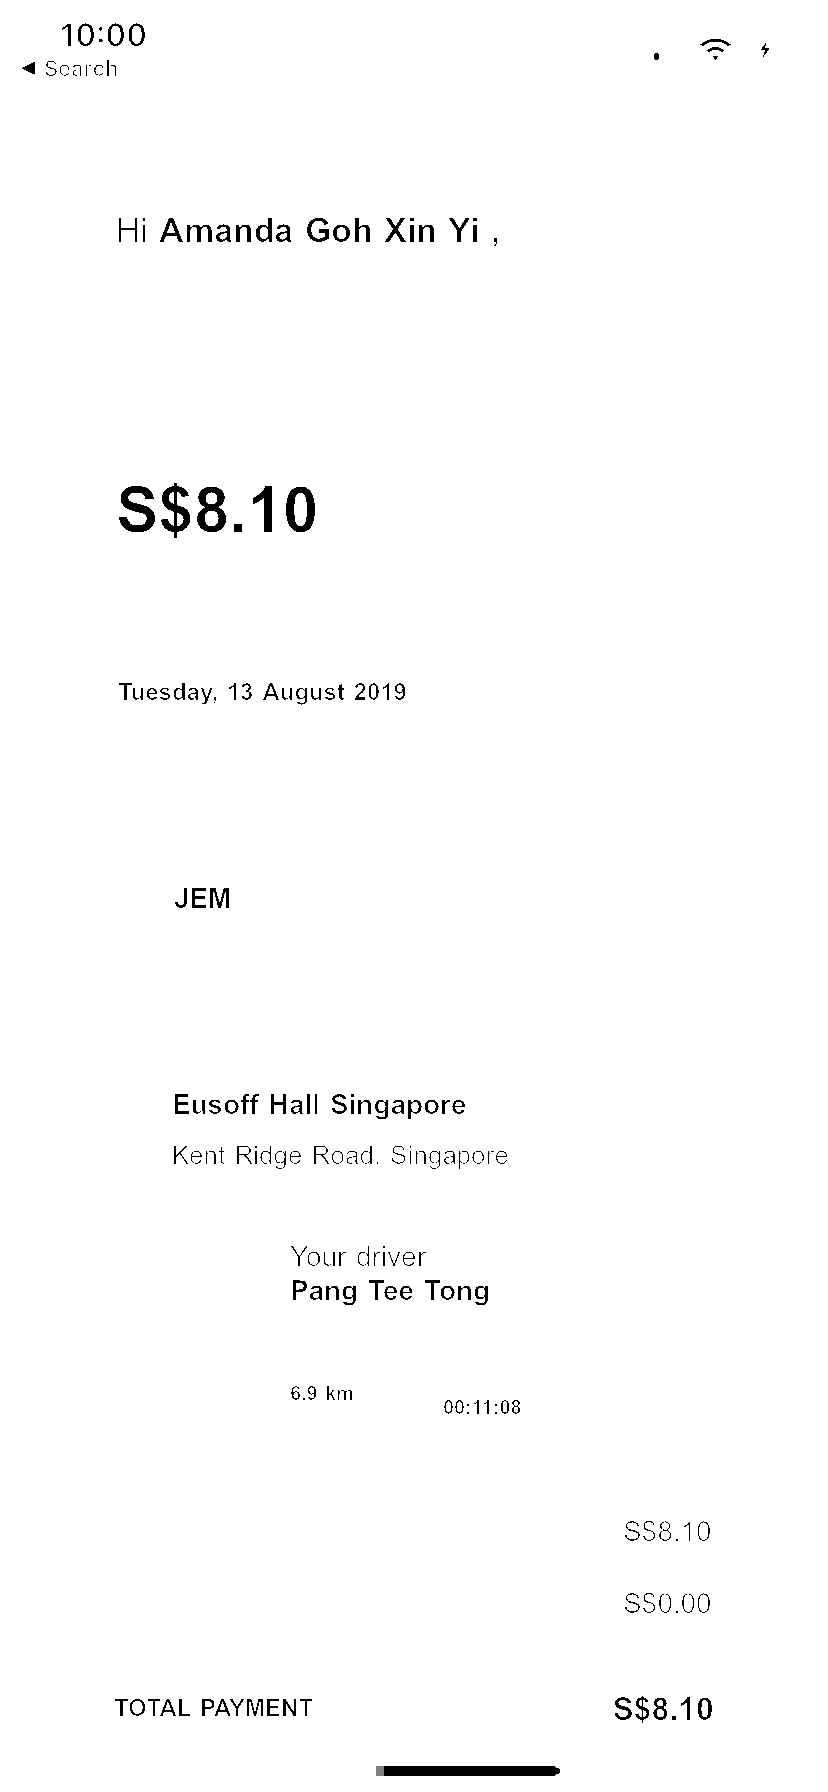 10:00
◀ Search
Hi Amanda Goh Xin Yi ,
S$8.10
Tuesday, 13 August 2019
JEM
Eusoff Hall Singapore
Kent Ridge Road, Singapore
Your driver
Pang Tee Tong
6.9 km
00:11:08
S$8.10
S$0.00
TOTAL PAYMENT S$8.10